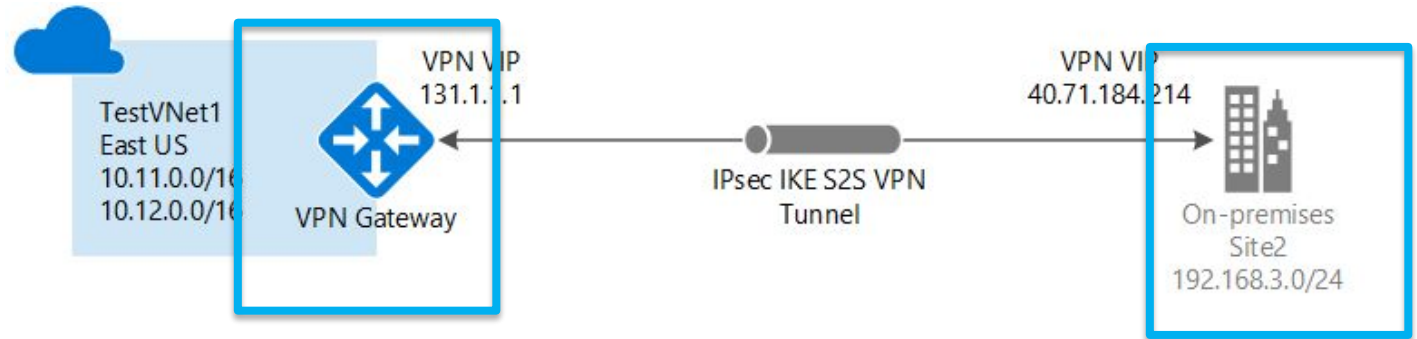 TestVNet1
East US
10.11.0.0/16
10.12.0.0/16
VPN VIP
131.1.1.1
VPN Gateway
IPsec IKE S2S VPN
Tunnel
VPN VIP
40.71.184.214
On-premises
Site2
192.168.3.0/24